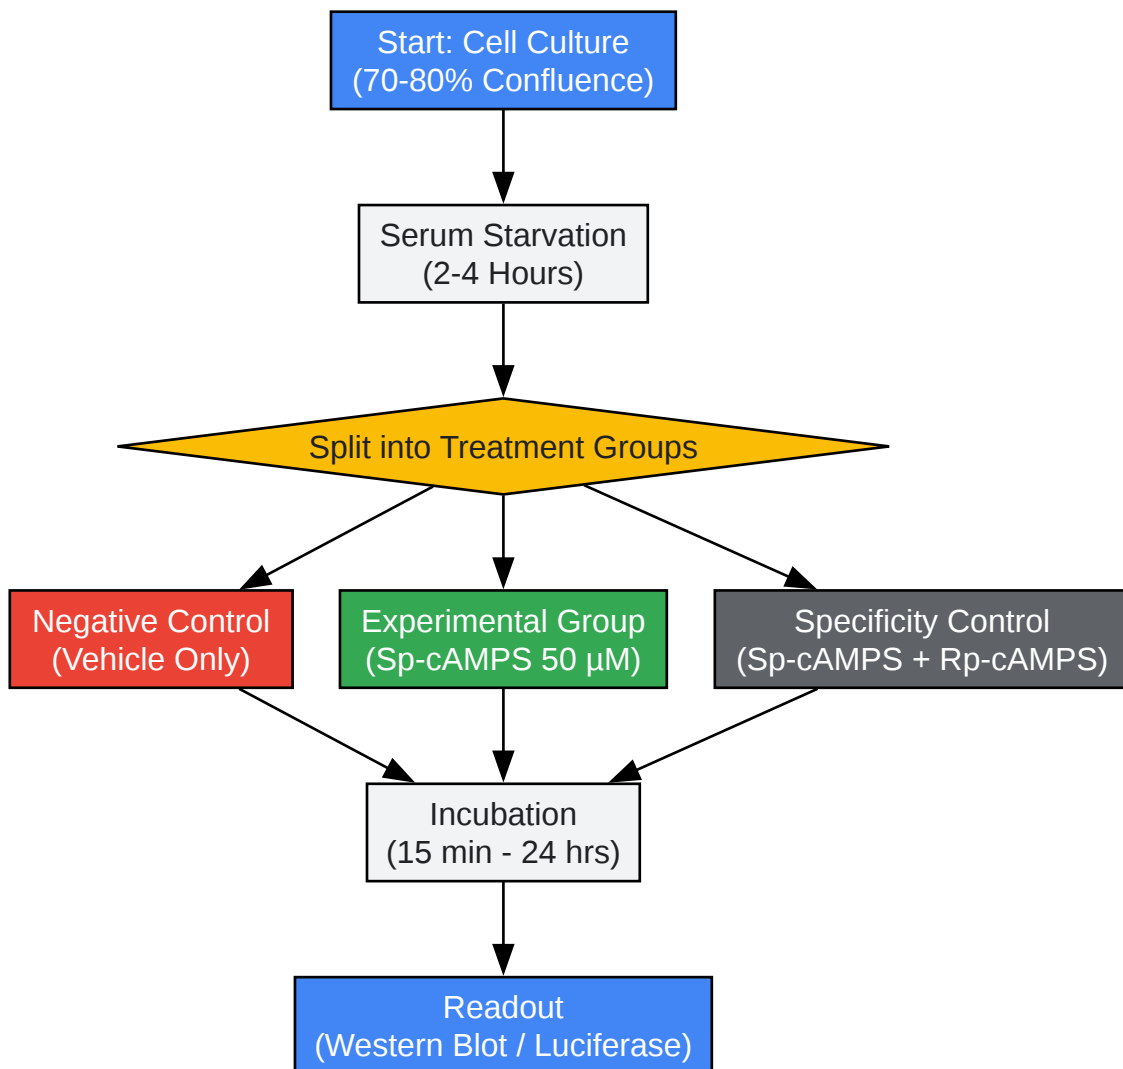 Start: Cell Culture
(70-80% Confluence)
Serum Starvation
(2-4 Hours)
Split into Treatment Groups
Negative Control
(Vehicle Only)
Experimental Group
(Sp-cAMPS 50 µM)
Specificity Control
(Sp-cAMPS + Rp-cAMPS)
Incubation
(15 min - 24 hrs)
Readout
(Western Blot / Luciferase)